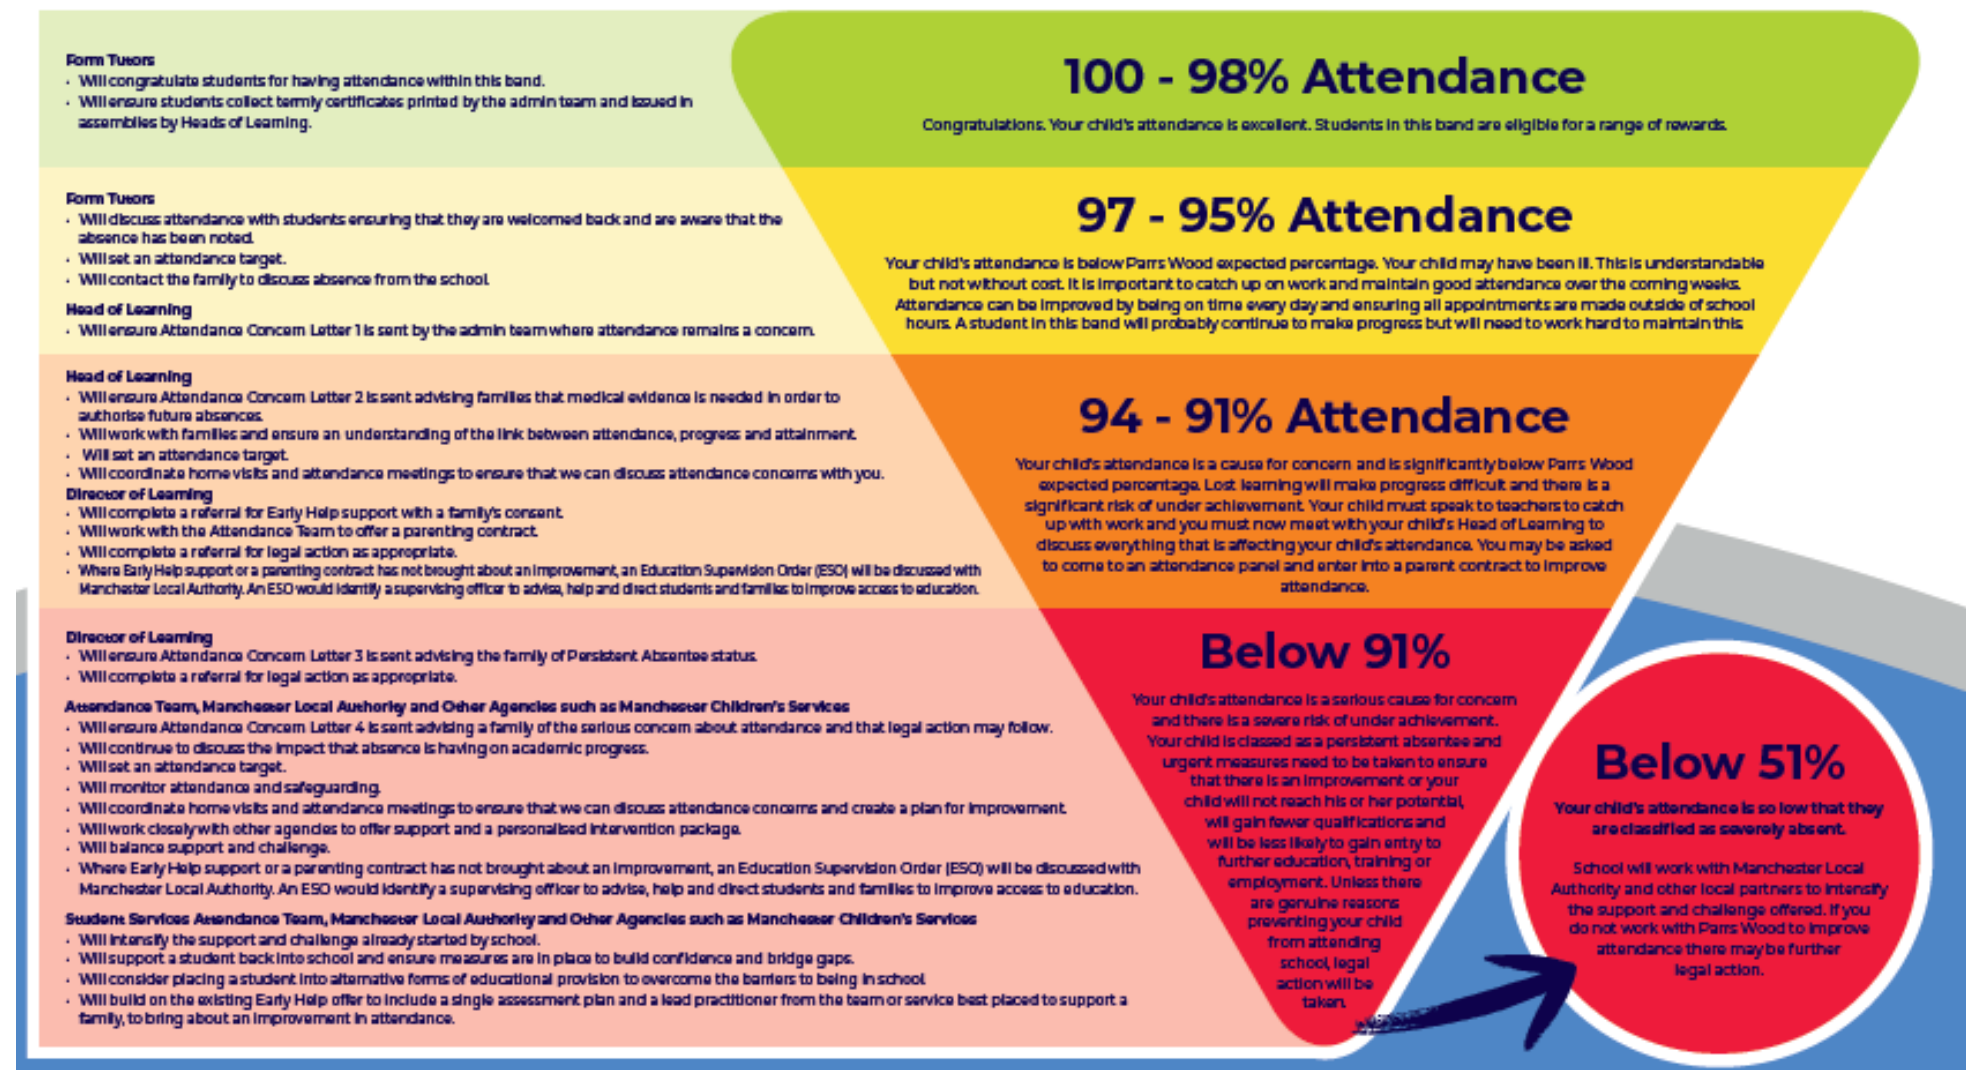 Form Tutors
• Will congratulate students for having attendance within this band.
• Will ensure students collect termly certificates printed by the admin team and issued in
assemblies by Heads of Learning.
100 - 98% Attendance
Congratulations. Your child's attendance is excellent. Students in this band are eligible for a range of rewards.
Form Tutors
• Will discuss attendance with students ensuring that they are welcomed back and are aware that the
absence has been noted.
• Will set an attendance target.
• Will contact the family to discuss absence from the school.
Head of Learning
• Will ensure Attendance Concern Letter 1 is sent by the admin team where attendance remains a concern.
97 - 95% Attendance
Your child's attendance is below Parrs Wood expected percentage. Your child may have been ill. This is understandable
but not without cost. It is important to catch up on work and maintain good attendance over the coming weeks.
Attendance can be improved by being on time every day and ensuring all appointments are made outside of school
hours. A student in this band will probably continue to make progress but will need to work hard to maintain this.
Head of Learning
• Will ensure Attendance Concern Letter 2 is sent advising families that medical evidence is needed in order to
authorise future absences.
• Will work with families and ensure an understanding of the link between attendance, progress and attainment.
• Will set an attendance target.
• Will coordinate home visits and attendance meetings to ensure that we can discuss attendance concerns with you.
Director of Learning
• Will complete a referral for Early Help support with a family's consent.
• Will work with the Attendance Team to offer a parenting contract.
• Will complete a referral for legal action as appropriate.
• Where Early Help support or a parenting contract has not brought about an improvement, an Education Supervision Order (ESO) will be discussed with
Manchester Local Authority. An ESO would identify a supervising officer to advise, help and direct students and families to improve access to education.
94 - 91% Attendance
Your child's attendance is a cause for concern and is significantly below Parrs Wood
expected percentage. Lost learning will make progress difficult and there is a
significant risk of under achievement. Your child must speak to teachers to catch
up with work and you must now meet with your child's Head of Learning to
discuss everything that is affecting your child's attendance. You may be asked
to come to an attendance panel and enter into a parent contract to improve
attendance.
Director of Learning
• Will ensure Attendance Concern Letter 3 is sent advising the family of Persistent Absentee status.
• Will complete a referral for legal action as appropriate.
Attendance Team, Manchester Local Authority and Other Agencies such as Manchester Children's Services
• Will ensure Attendance Concern Letter 4 is sent advising a family of the serious concern about attendance and that legal action may follow.
• Will continue to discuss the impact that absence is having on academic progress.
• Will set an attendance target.
• Will monitor attendance and safeguarding.
• Will coordinate home visits and attendance meetings to ensure that we can discuss attendance concerns and create a plan for improvement.
• Will work closely with other agencies to offer support and a personalised intervention package.
• Will balance support and challenge.
• Where Early Help support or a parenting contract has not brought about an improvement, an Education Supervision Order (ESO) will be discussed with
Manchester Local Authority. An ESO would identify a supervising officer to advise, help and direct students and families to improve access to education.
Student Services Attendance Team, Manchester Local Authority and Other Agencies such as Manchester Children's Services
• Will intensify the support and challenge already started by school.
• Will support a student back into school and ensure measures are in place to build confidence and bridge gaps.
• Will consider placing a student into alternative forms of educational provision to overcome the barriers to being in school.
• Will build on the existing Early Help offer to include a single assessment plan and a lead practitioner from the team or service best placed to support a
family, to bring about an improvement in attendance.
Below 91%
Your child's attendance is a serious cause for concern
and there is a severe risk of under achievement.
Your child is classed as a persistent absentee and
urgent measures need to be taken to ensure
that there is an improvement or your
child will not reach his or her potential,
will gain fewer qualifications and
will be less likely to gain entry to
further education, training or
employment. Unless there
are genuine reasons
preventing your child
from attending
school, legal
action will be
taken.
Below 51%
Your child's attendance is so low that they
are classified as severely absent.
School will work with Manchester Local
Authority and other local partners to intensify
the support and challenge offered. If you
do not work with Parrs Wood to improve
attendance there may be further
legal action.